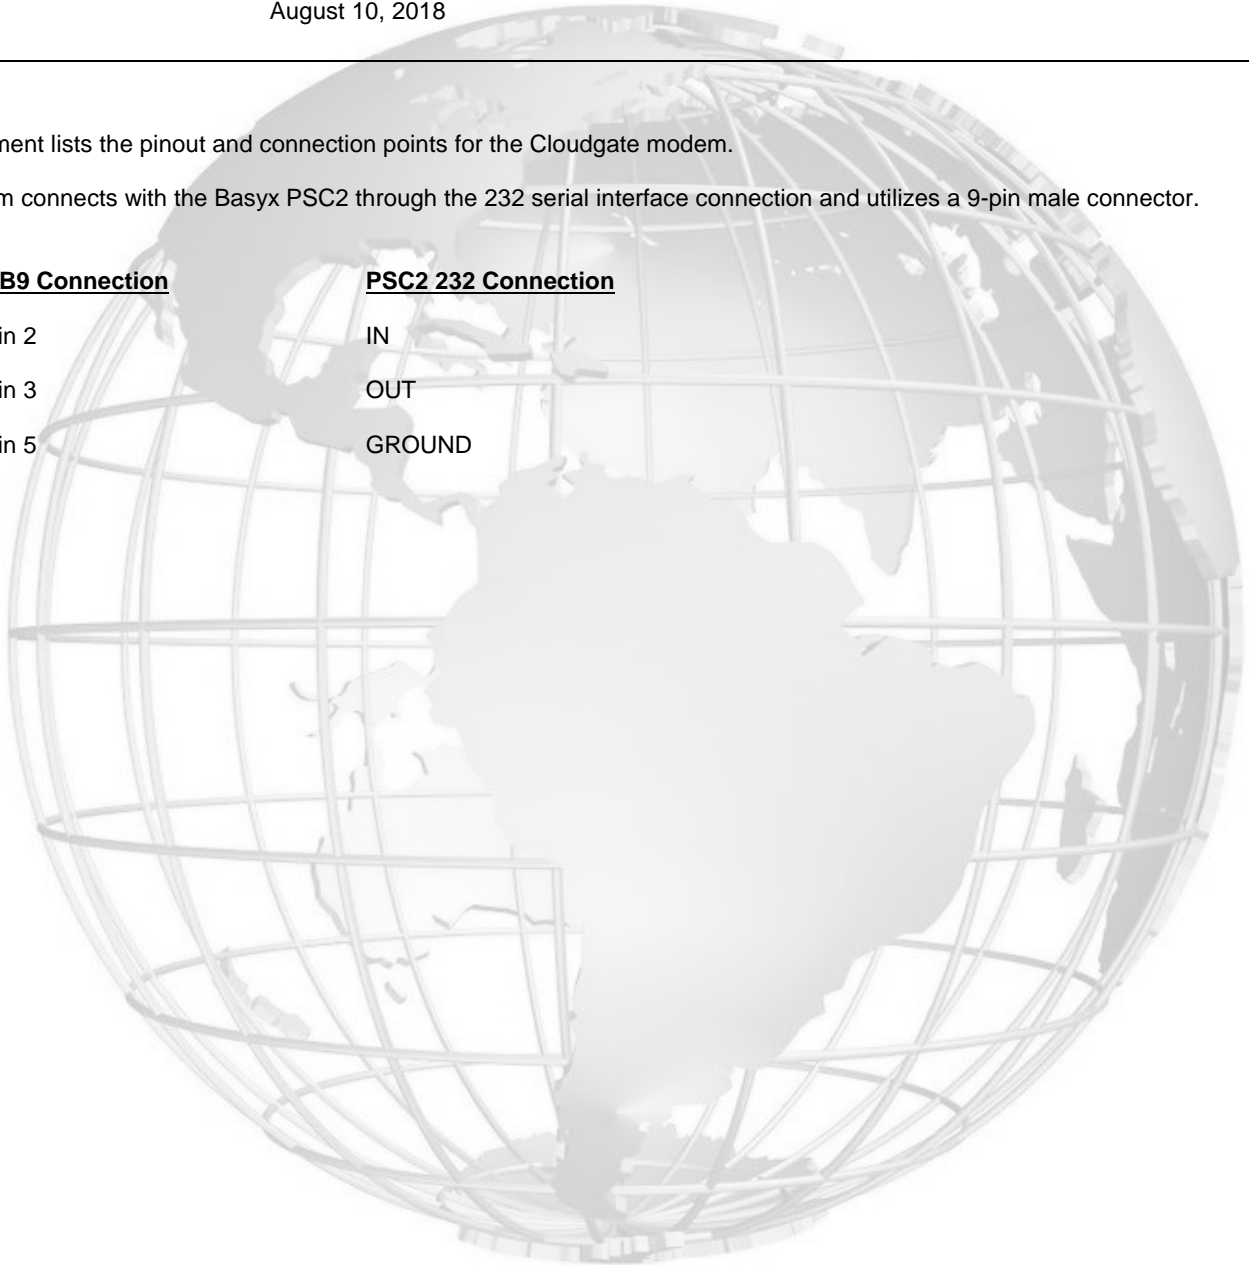 August 10, 2018
ment lists the pinout and connection points for the Cloudgate modem.
m connects with the Basyx PSC2 through the 232 serial interface connection and utilizes a 9-pin male connector.
B9 Connection PSC2 232 Connection
in 2 IN
in 3 OUT
in 5 GROUND